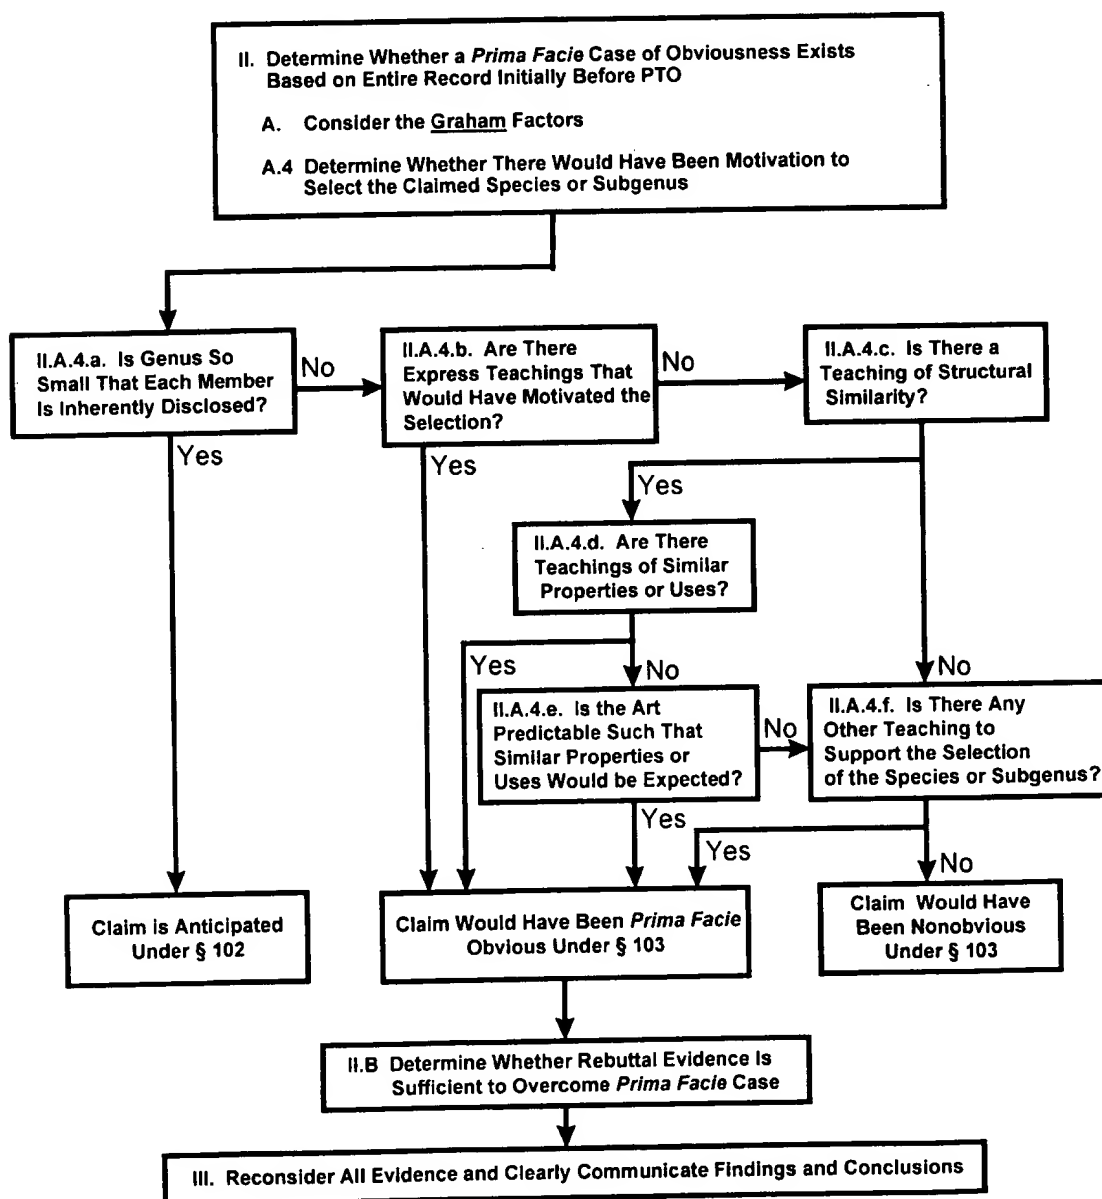 II. Determine Whether a Prima Facie Case of Obviousness Exists
Based on Entire Record Initially Before PTO
A. Consider the Graham Factors
A.4 Determine Whether There Would Have Been Motivation to
Select the Claimed Species or Subgenus
II.A.4.a. Is Genus So
Small That Each Member
Is Inherently Disclosed?
No
II.A.4.b. Are There
Express Teachings That
Would Have Motivated the
Selection?
No
II.A.4.c. Is There a
Teaching of Structural
Similarity?
Yes
Yes
Yes
II.A.4.d. Are There
Teachings of Similar
Properties or Uses?
Yes
No
No
II.A.4.e. Is the Art
Predictable Such That
Similar Properties or
Uses Would be Expected?
No
II.A.4.f. Is There Any
Other Teaching to
Support the Selection
of the Species or Subgenus?
Yes
Yes
No
Claim is Anticipated
Under § 102
Claim Would Have Been Prima Facie
Obvious Under § 103
Claim Would Have
Been Nonobvious
Under § 103
II.B Determine Whether Rebuttal Evidence Is
Sufficient to Overcome Prima Facie Case
III. Reconsider All Evidence and Clearly Communicate Findings and Conclusions